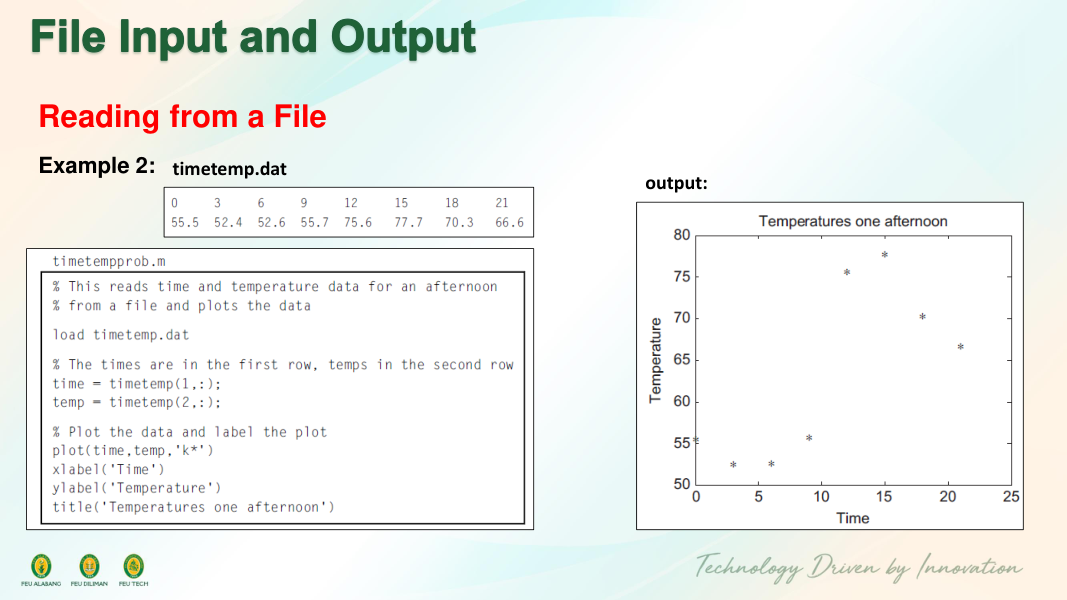 File Input and Output
Reading from a File
Example 2: timetemp.dat
0 3 6 9 12 15 18 21
55.5 52.4 52.6 55.7 75.6 77.7 70.3 66.6
timetempprob.m
% This reads time and temperature data for an afternoon
% from a file and plots the data
load timetemp.dat
% The times are in the first row, temps in the second row
time = timetemp(1,:);
temp = timetemp(2,:);
% Plot the data and label the plot
plot(time,temp,'k*')
xlabel('Time')
ylabel('Temperature')
title('Temperatures one afternoon')
output:
Temperatures one afternoon
Temperature
80
75
70
65
60
55
50
0 5 10 15 20 25
Time
FEU ALABANG FEU DILIMAN FEU TECH
Technology Driven by Innovation